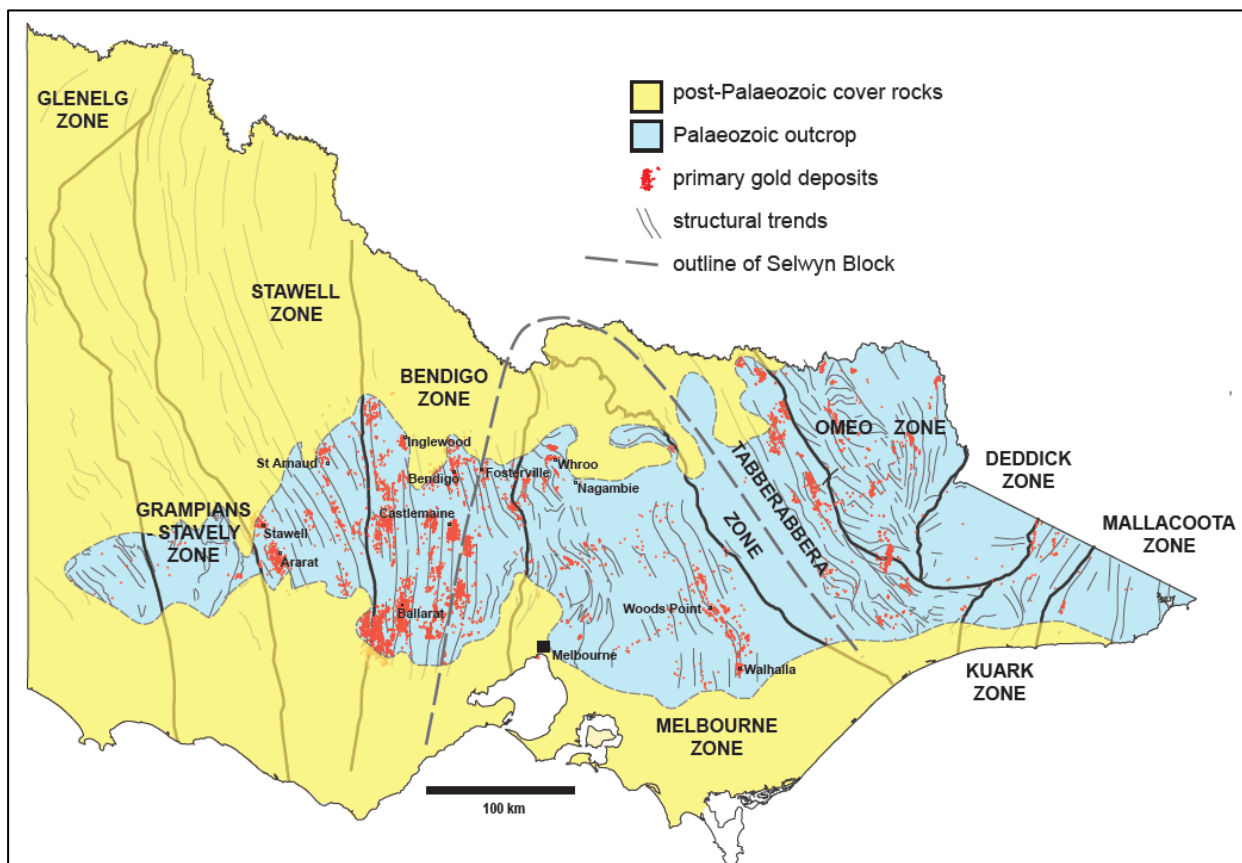 GLENELG
ZONE
post-Palaeozoic cover rocks
Palaeozoic outcrop
primary gold deposits
structural trends
outline of Selwyn Block
STAWELL
ZONE
BENDIGO
ZONE
GRAMPIANS
STAVELY
ZONE
St Arnaud
Inglewood
Bendigo
Fosterville
Whroo
Nagambie
Castlemaine
Stawell
Ararat
Ballarat
Melbourne
Woods Point
Walhalla
MELBOURNE
ZONE
TABBERABBERA
ZONE
OMEO ZONE
DEDDICK
ZONE
MALLACOOTA
ZONE
KUARK
ZONE
100 km